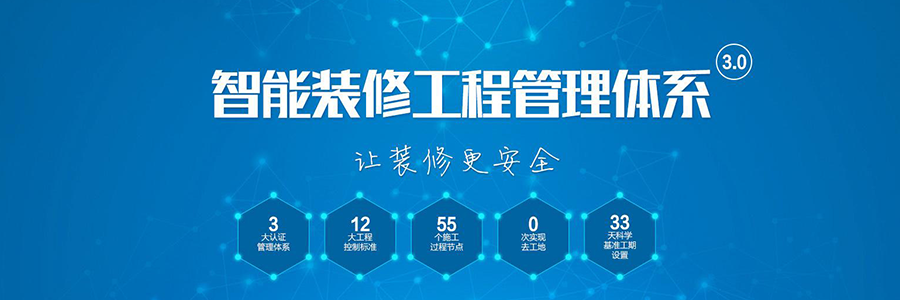 智能装修工程管理体系
3.0
让装修更安全
3
大认证
管理体系
12
大工程
控制标准
55
个施工
过程节点
0
次实现
去工地
33
天科学
基准工期
设置